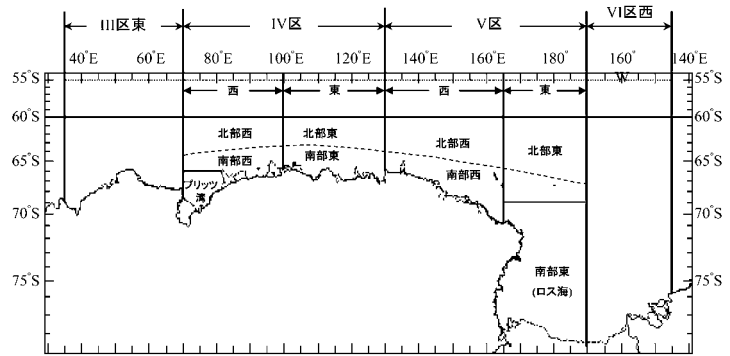 III区東 IV区 V区 VI区西
40°E 80°E 100°E 120°E 140°E 165°E 180° 160° 140°E
W
55°S 55°S
西 東 西 東
60°S 60°S
北部西 北部東 北部西 北部東
65°S 65°S
南部西 南部東 南部西
プリッツ
湾
70°S 70°S
南部東
(ロス海)
75°S 75°S